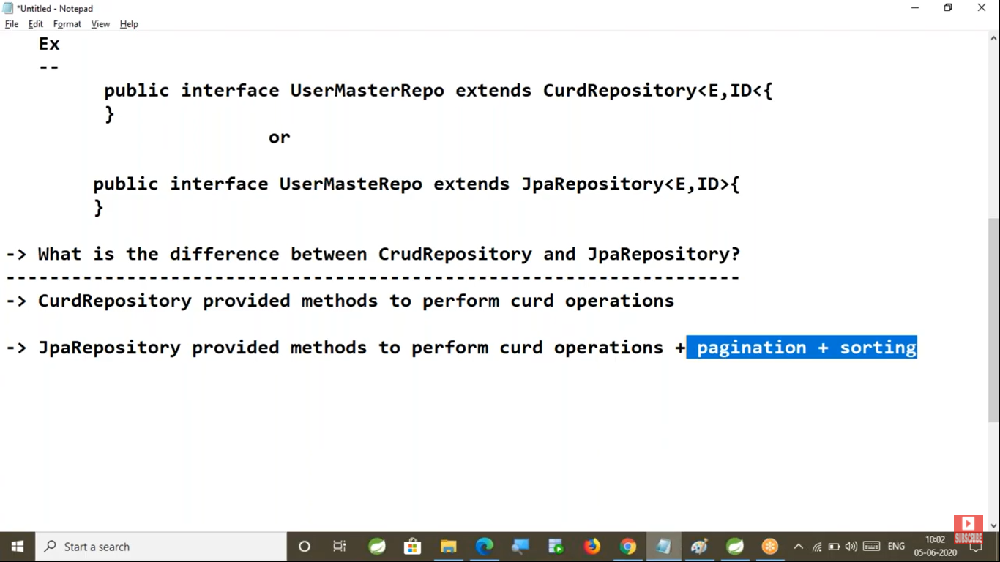 *Untitled - Notepad
File Edit Format View Help
Ex
--
public interface UserMasterRepo extends CurdRepository<E,ID<{
}
or
public interface UserMasteRepo extends JpaRepository<E,ID>{
}
-> What is the difference between CrudRepository and JpaRepository?
-------------------------------------------------------------------
-> CurdRepository provided methods to perform curd operations
-> JpaRepository provided methods to perform curd operations + pagination + sorting
SUBSCRIBE
Start a search
ENG
10:02
05-06-2020